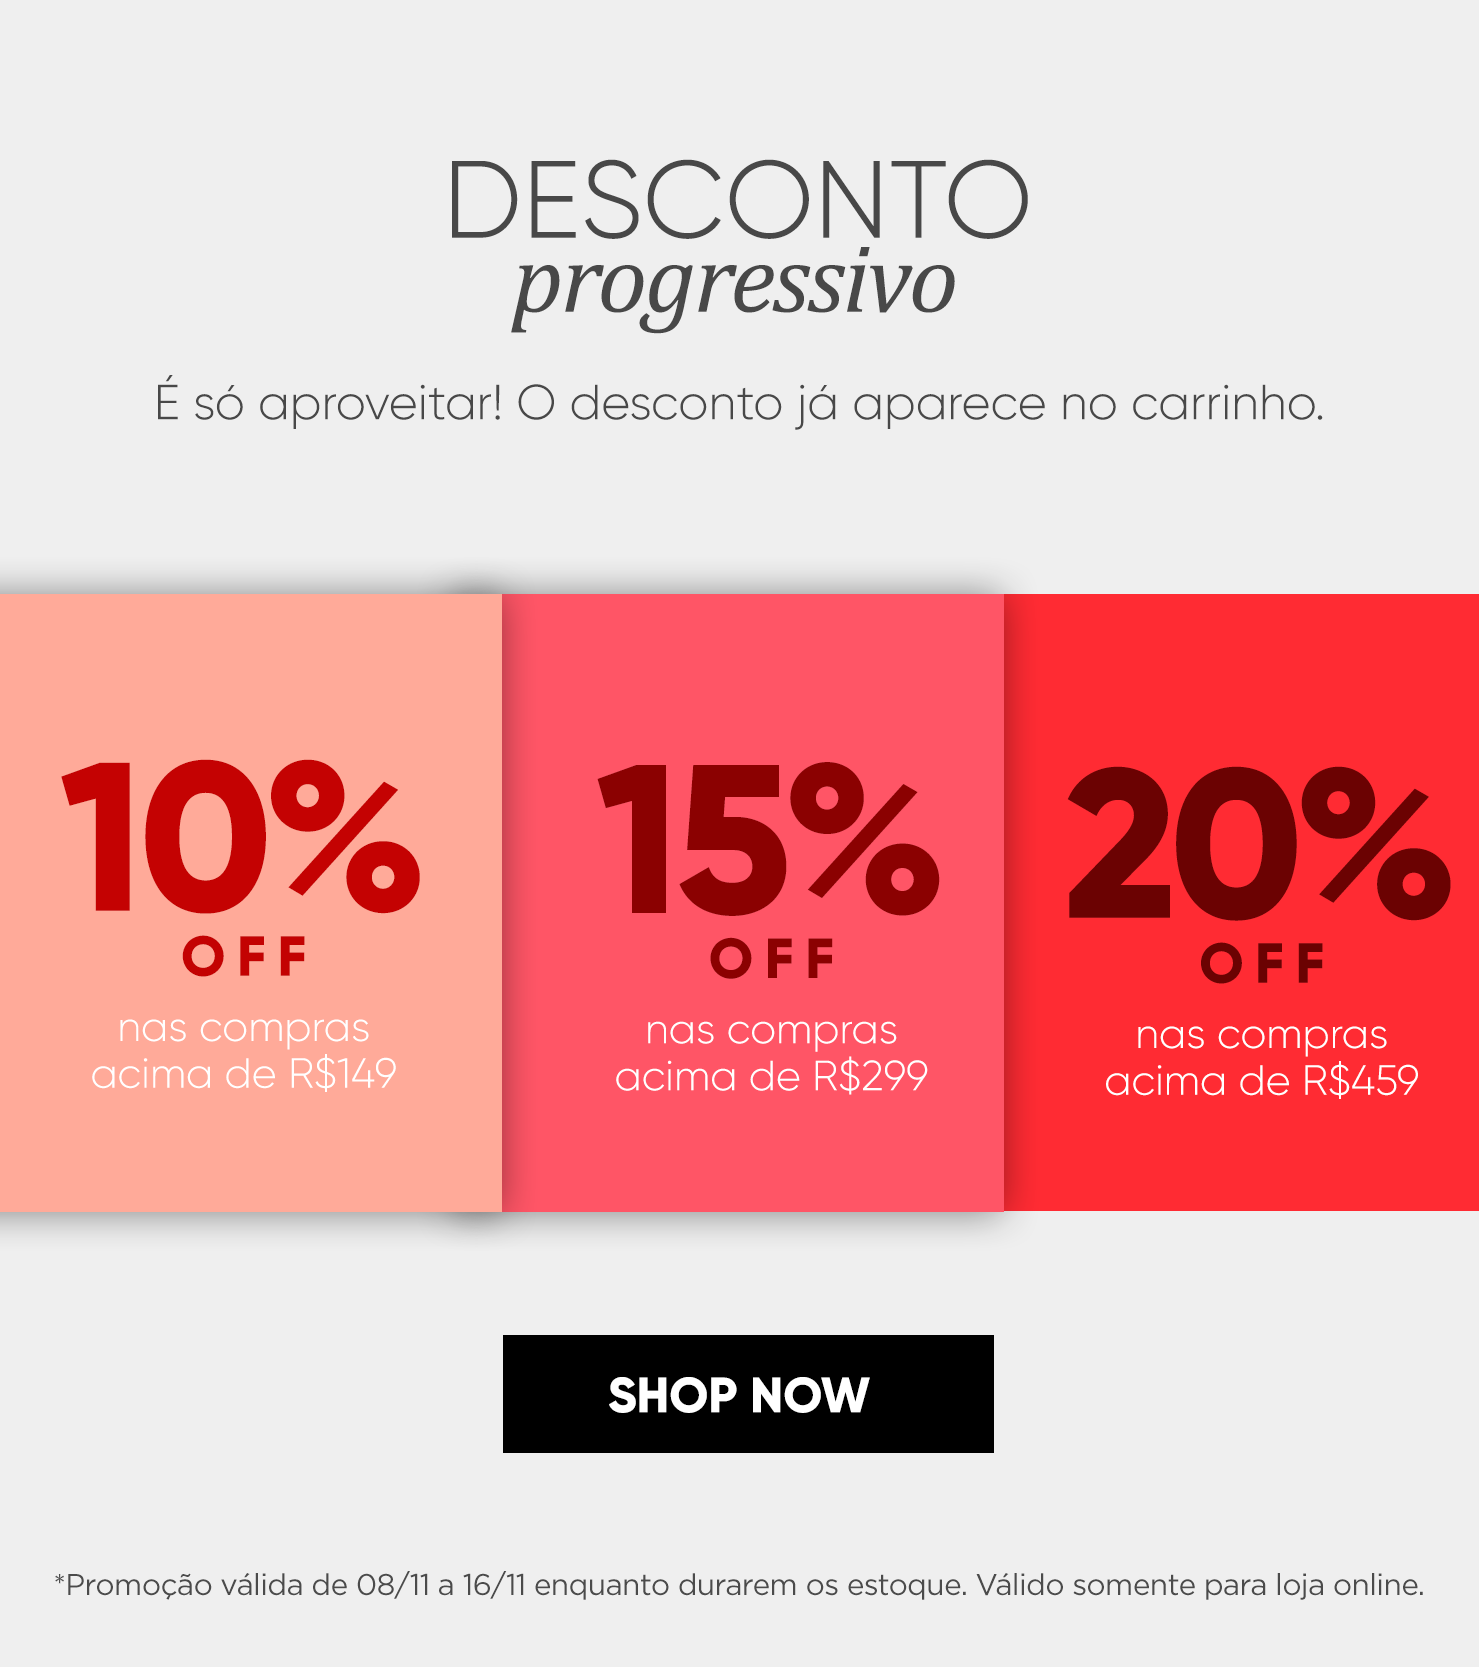 DESCONTO
progressivo
É só aproveitar! O desconto já aparece no carrinho.
10%
OFF
nas compras
acima de R$149
15%
OFF
nas compras
acima de R$299
20%
OFF
nas compras
acima de R$459
SHOP NOW
*Promoção válida de 08/11 a 16/11 enquanto durarem os estoque. Válido somente para loja online.